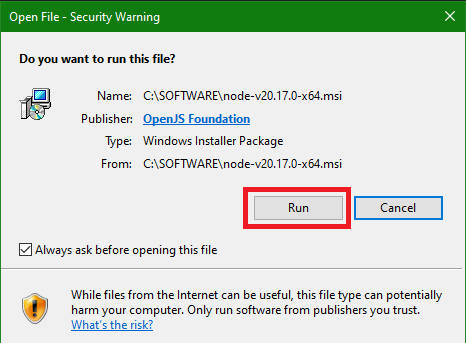 Open File - Security Warning
Do you want to run this file?
Name: C:\SOFTWARE\node-v20.17.0-x64.msi
Publisher: OpenJS Foundation
Type: Windows Installer Package
From: C:\SOFTWARE\node-v20.17.0-x64.msi
Run Cancel
Always ask before opening this file
While files from the Internet can be useful, this file type can potentially
harm your computer. Only run software from publishers you trust.
What's the risk?